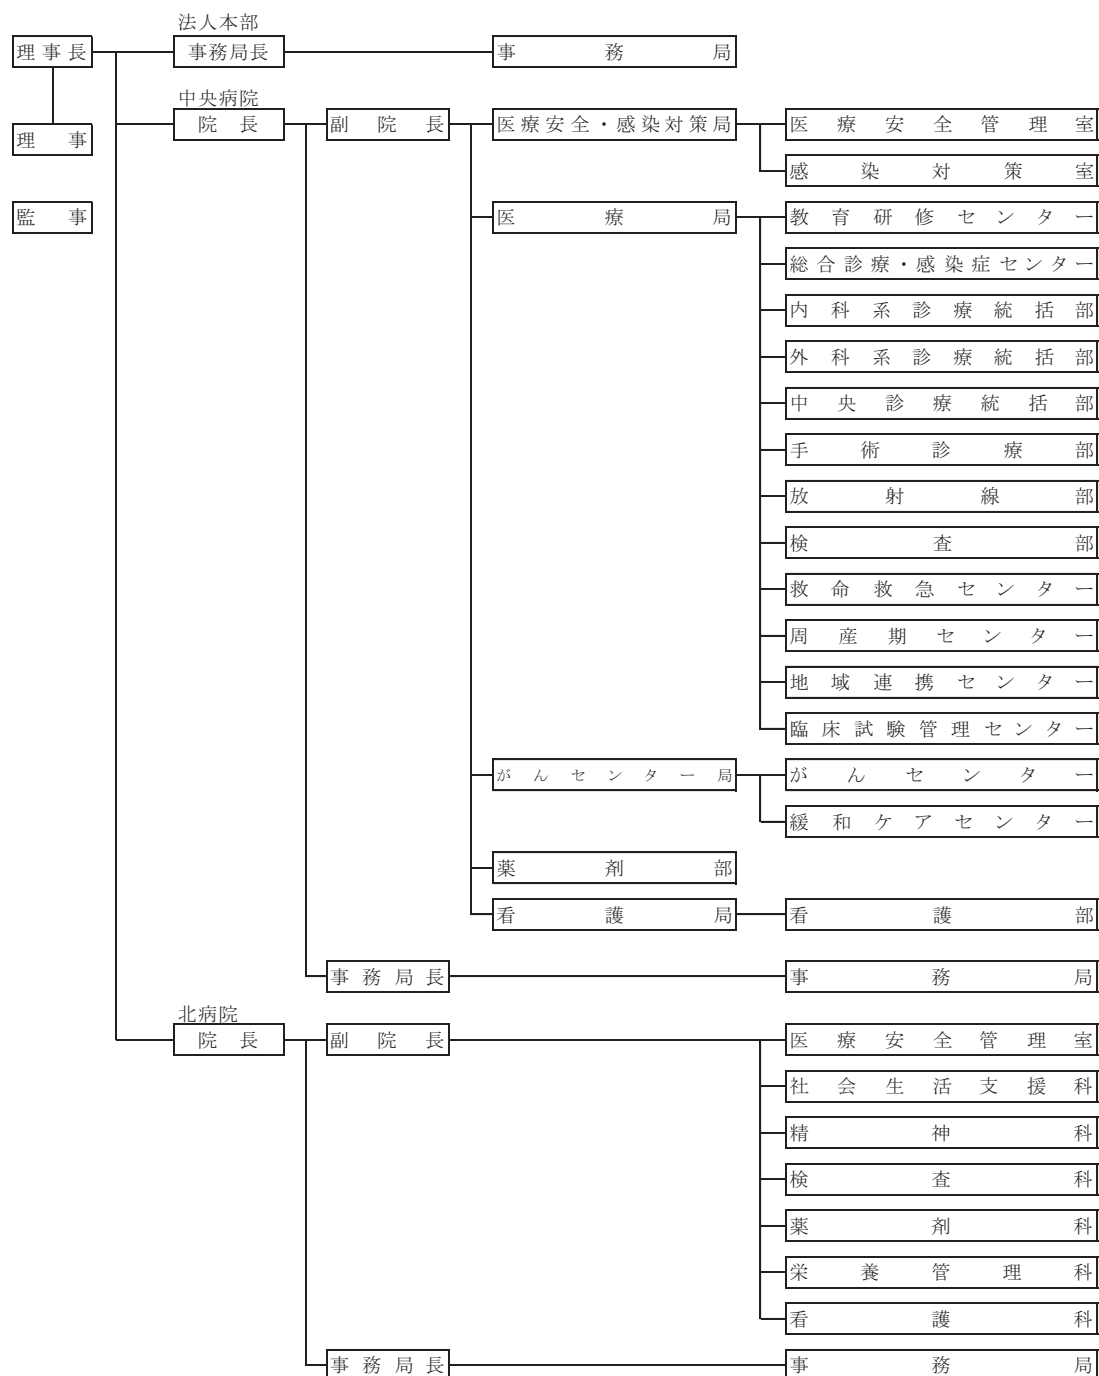 法人本部
理事長 事務局長 事務局
中央病院
院長 副院長 医療安全・感染対策局 医療安全管理室
理事
感染対策室
監事 医療局 教育研修センター
総合診療・感染症センター
内科系診療統括部
外科系診療統括部
中央診療統括部
手術診療部
放射線部
検査部
救命救急センター
周産期センター
地域連携センター
臨床試験管理センター
がんセンター局 がんセンター
緩和ケアセンター
薬剤部
看護局 看護部
事務局長 事務局
北病院
院長 副院長 医療安全管理室
社会生活支援科
精神科
検査科
薬剤科
栄養管理科
看護科
事務局長 事務局